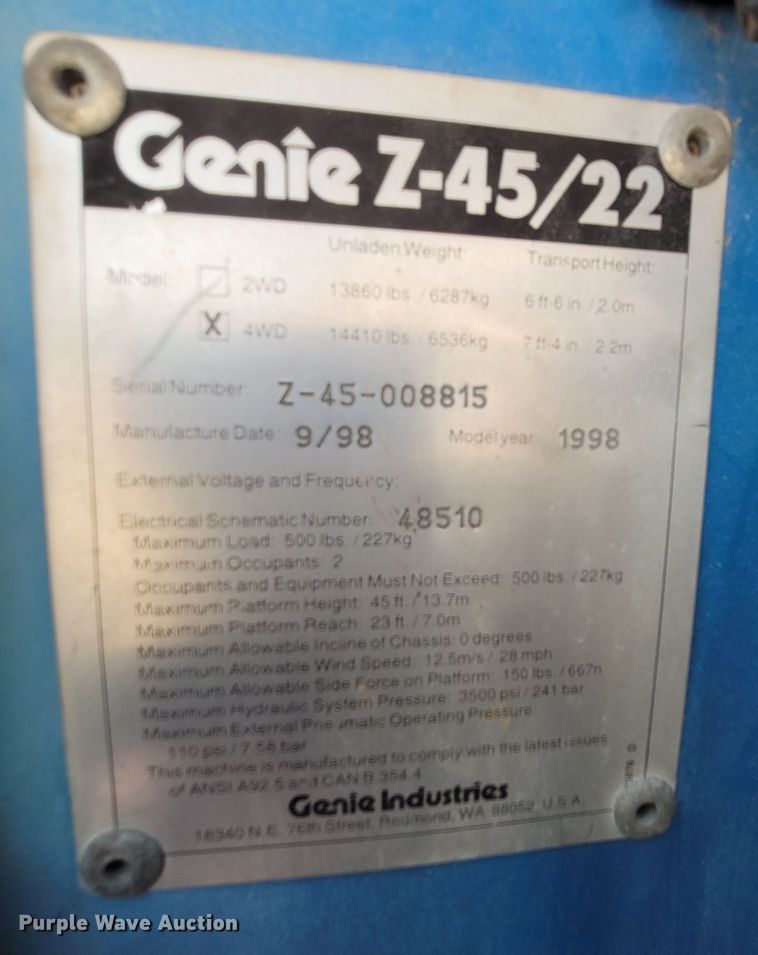 Genie Z-45/22
Unladen Weight: Transport Height:
Model: 2WD 13860 lbs. / 6287kg 6 ft-6 in. / 2.0m
X 4WD 14410 lbs. / 6536kg 7 ft-4 in. / 2.2m
Serial Number: Z-45-008815
Manufacture Date: 9/98 Model year: 1998
External Voltage and Frequency:
Electrical Schematic Number: 48510
Maximum Load: 500 lbs. / 227kg
Maximum Occupants: 2
Occupants and Equipment Must Not Exceed: 500 lbs. / 227kg
Maximum Platform Height: 45 ft. / 13.7m
Maximum Platform Reach: 23 ft. / 7.0m
Maximum Allowable Incline of Chassis: 0 degrees
Maximum Allowable Wind Speed: 12.5m/s / 28 mph
Maximum Allowable Side Force on Platform: 150 lbs. / 667n
Maximum Hydraulic System Pressure: 3500 psi / 241 bar
Maximum External Pneumatic Operating Pressure:
110 psi / 7.58 bar
This machine is manufactured to comply with the latest issues
of ANSI A92.5 and CAN B.354.4
Genie Industries
18340 N.E. 76th Street, Redmond, WA 98052 U.S.A.
Purple Wave Auction